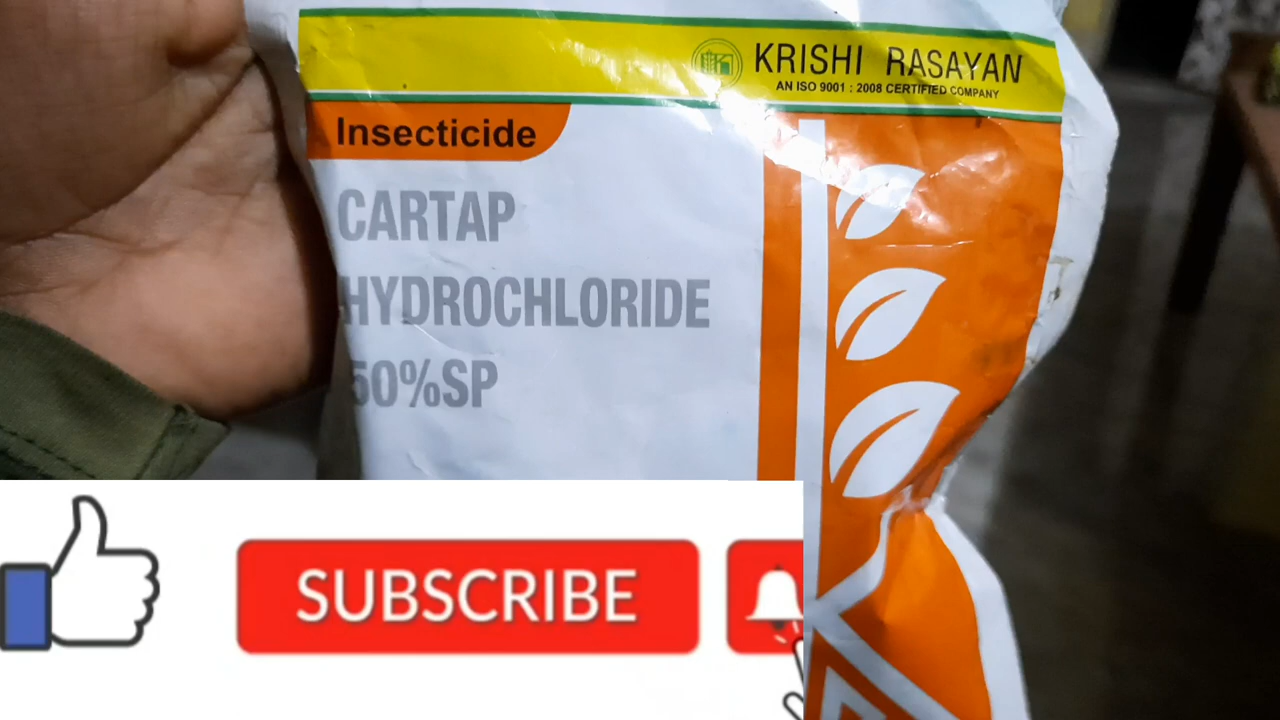 KRISHI RASAYAN
AN ISO 9001 : 2008 CERTIFIED COMPANY
Insecticide
CARTAP
HYDROCHLORIDE
50%SP
SUBSCRIBE